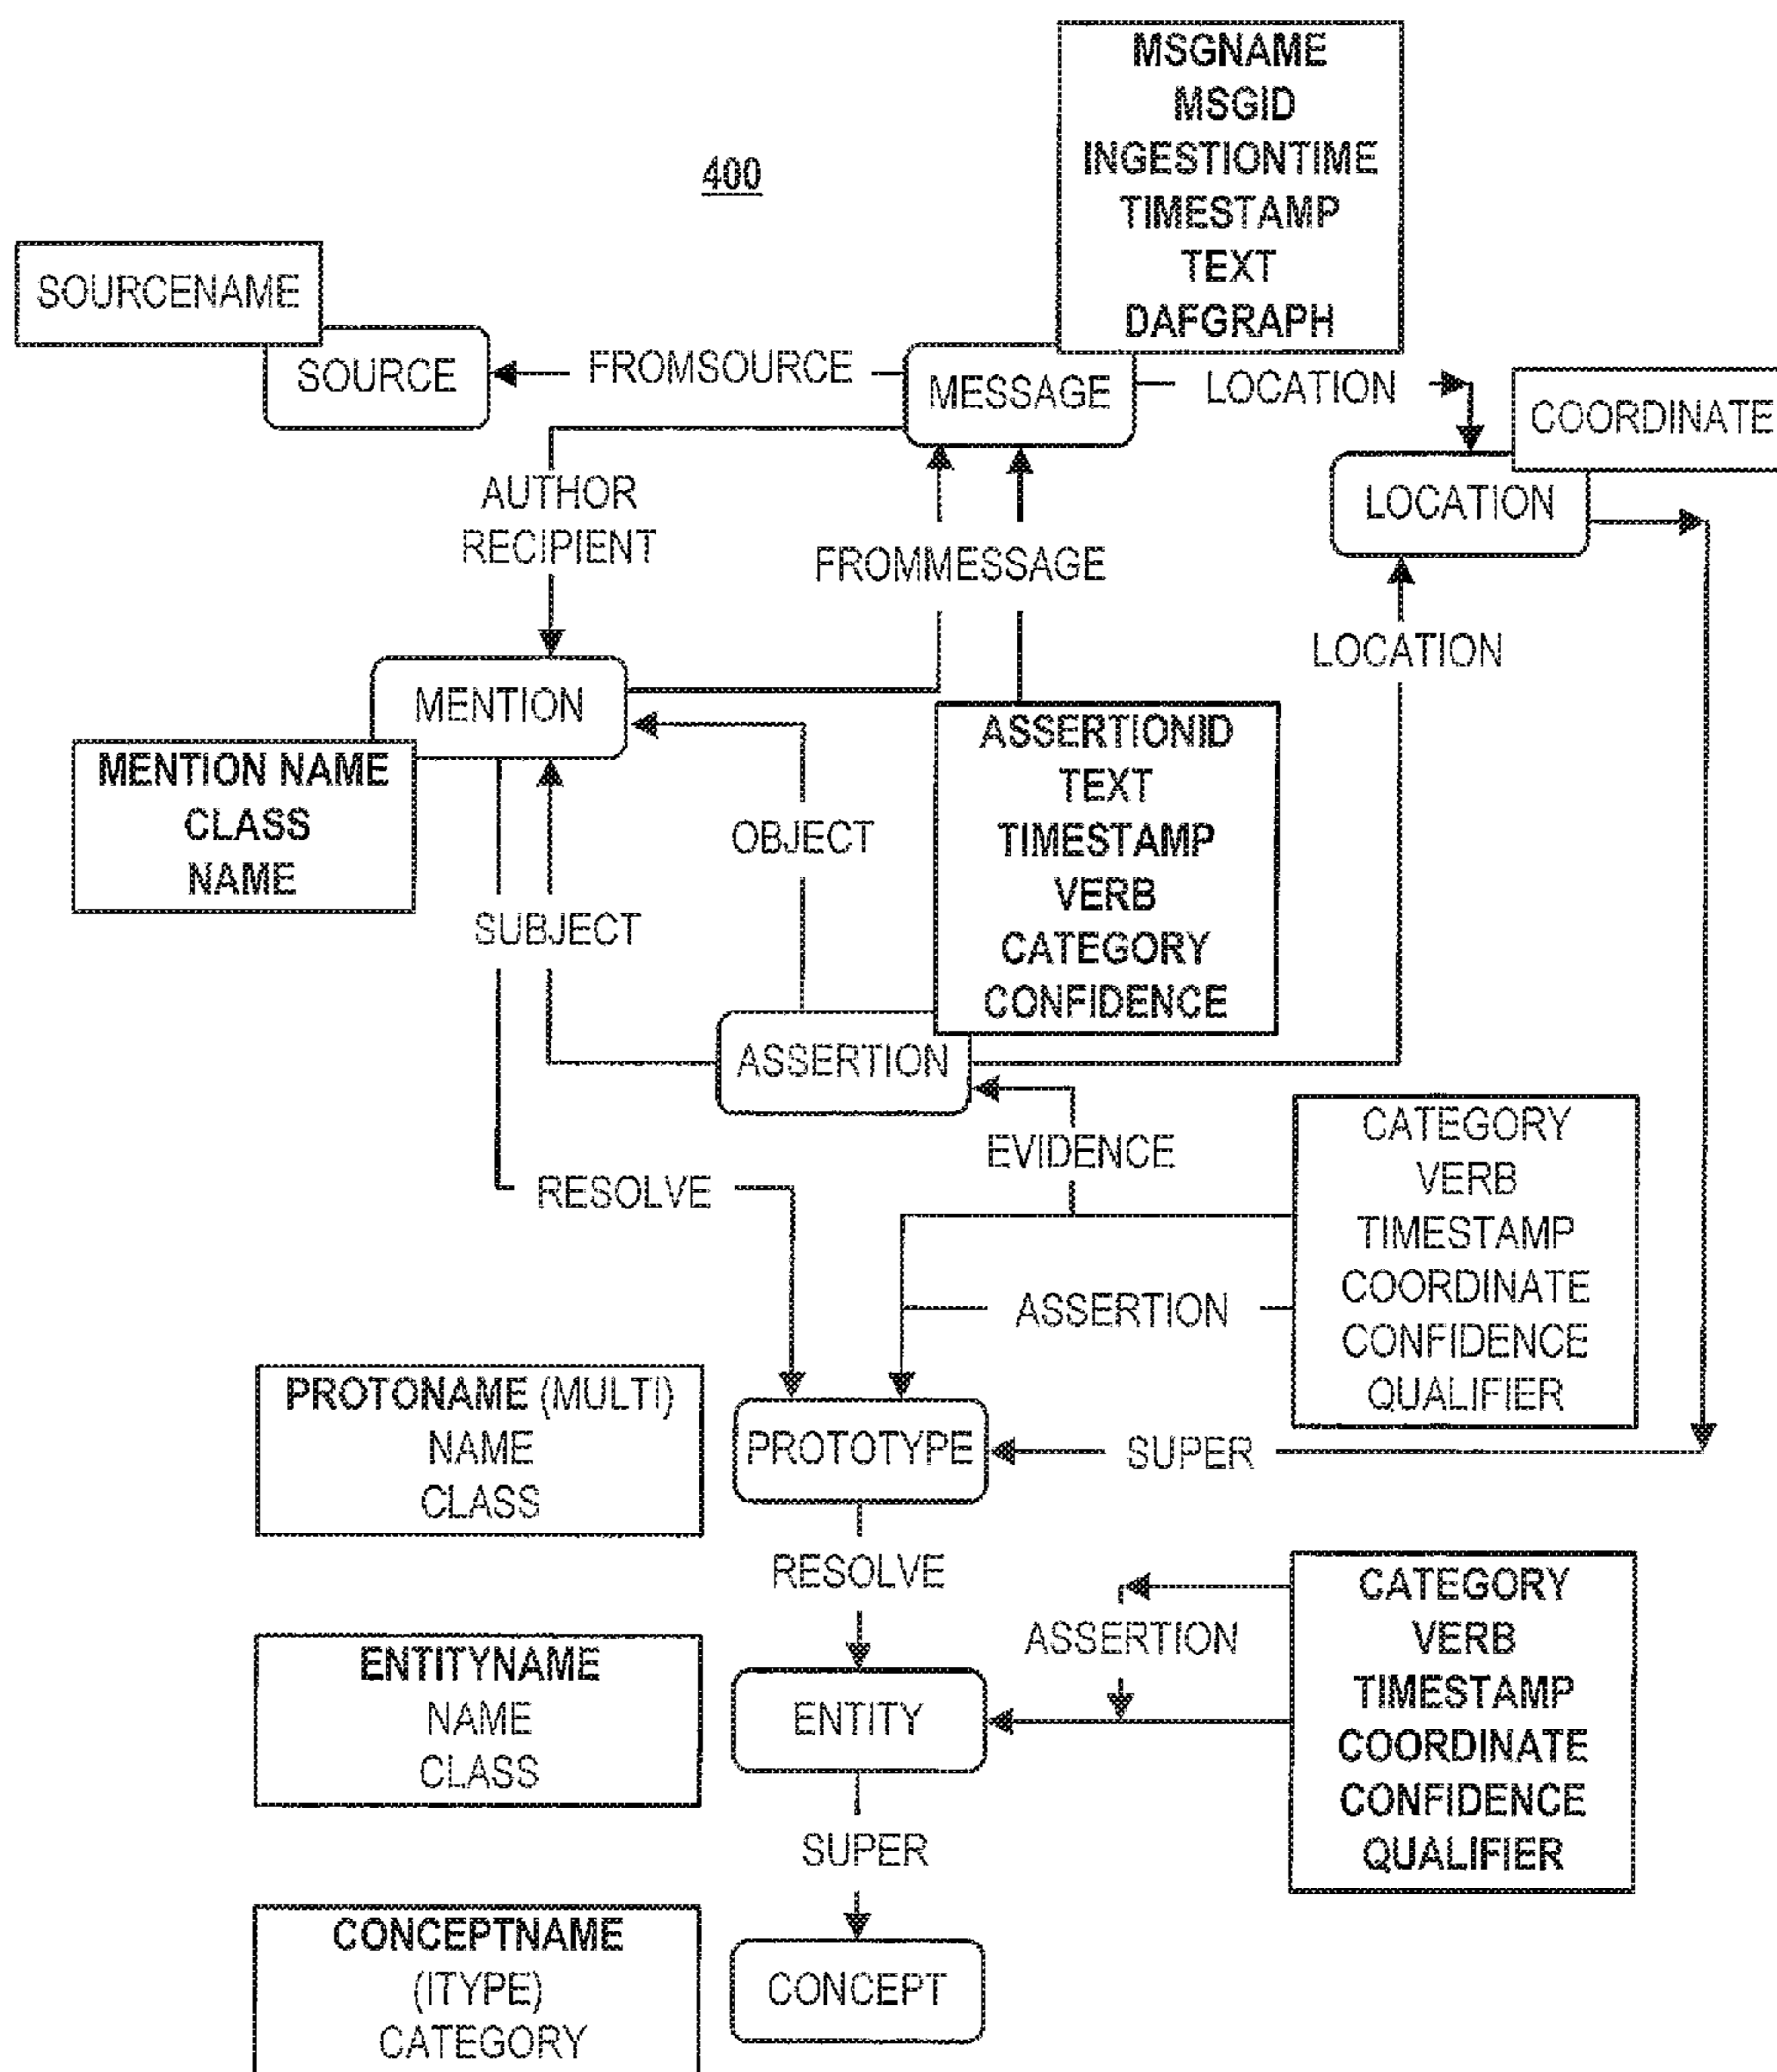 400
MSGNAME
MSGID
INGESTIONTIME
TIMESTAMP
TEXT
DAFGRAPH
SOURCENAME
SOURCE
FROMSOURCE
MESSAGE
LOCATION
COORDINATE
LOCATION
AUTHOR
RECIPIENT
FROMMESSAGE
LOCATION
MENTION
MENTION NAME
CLASS
NAME
OBJECT
SUBJECT
ASSERTIONID
TEXT
TIMESTAMP
VERB
CATEGORY
CONFIDENCE
ASSERTION
EVIDENCE
RESOLVE
CATEGORY
VERB
TIMESTAMP
COORDINATE
CONFIDENCE
QUALIFIER
ASSERTION
PROTONAME (MULTI)
NAME
CLASS
PROTOTYPE
SUPER
RESOLVE
ASSERTION
CATEGORY
VERB
TIMESTAMP
COORDINATE
CONFIDENCE
QUALIFIER
ENTITYNAME
NAME
CLASS
ENTITY
SUPER
CONCEPTNAME
(ITYPE)
CATEGORY
CONCEPT